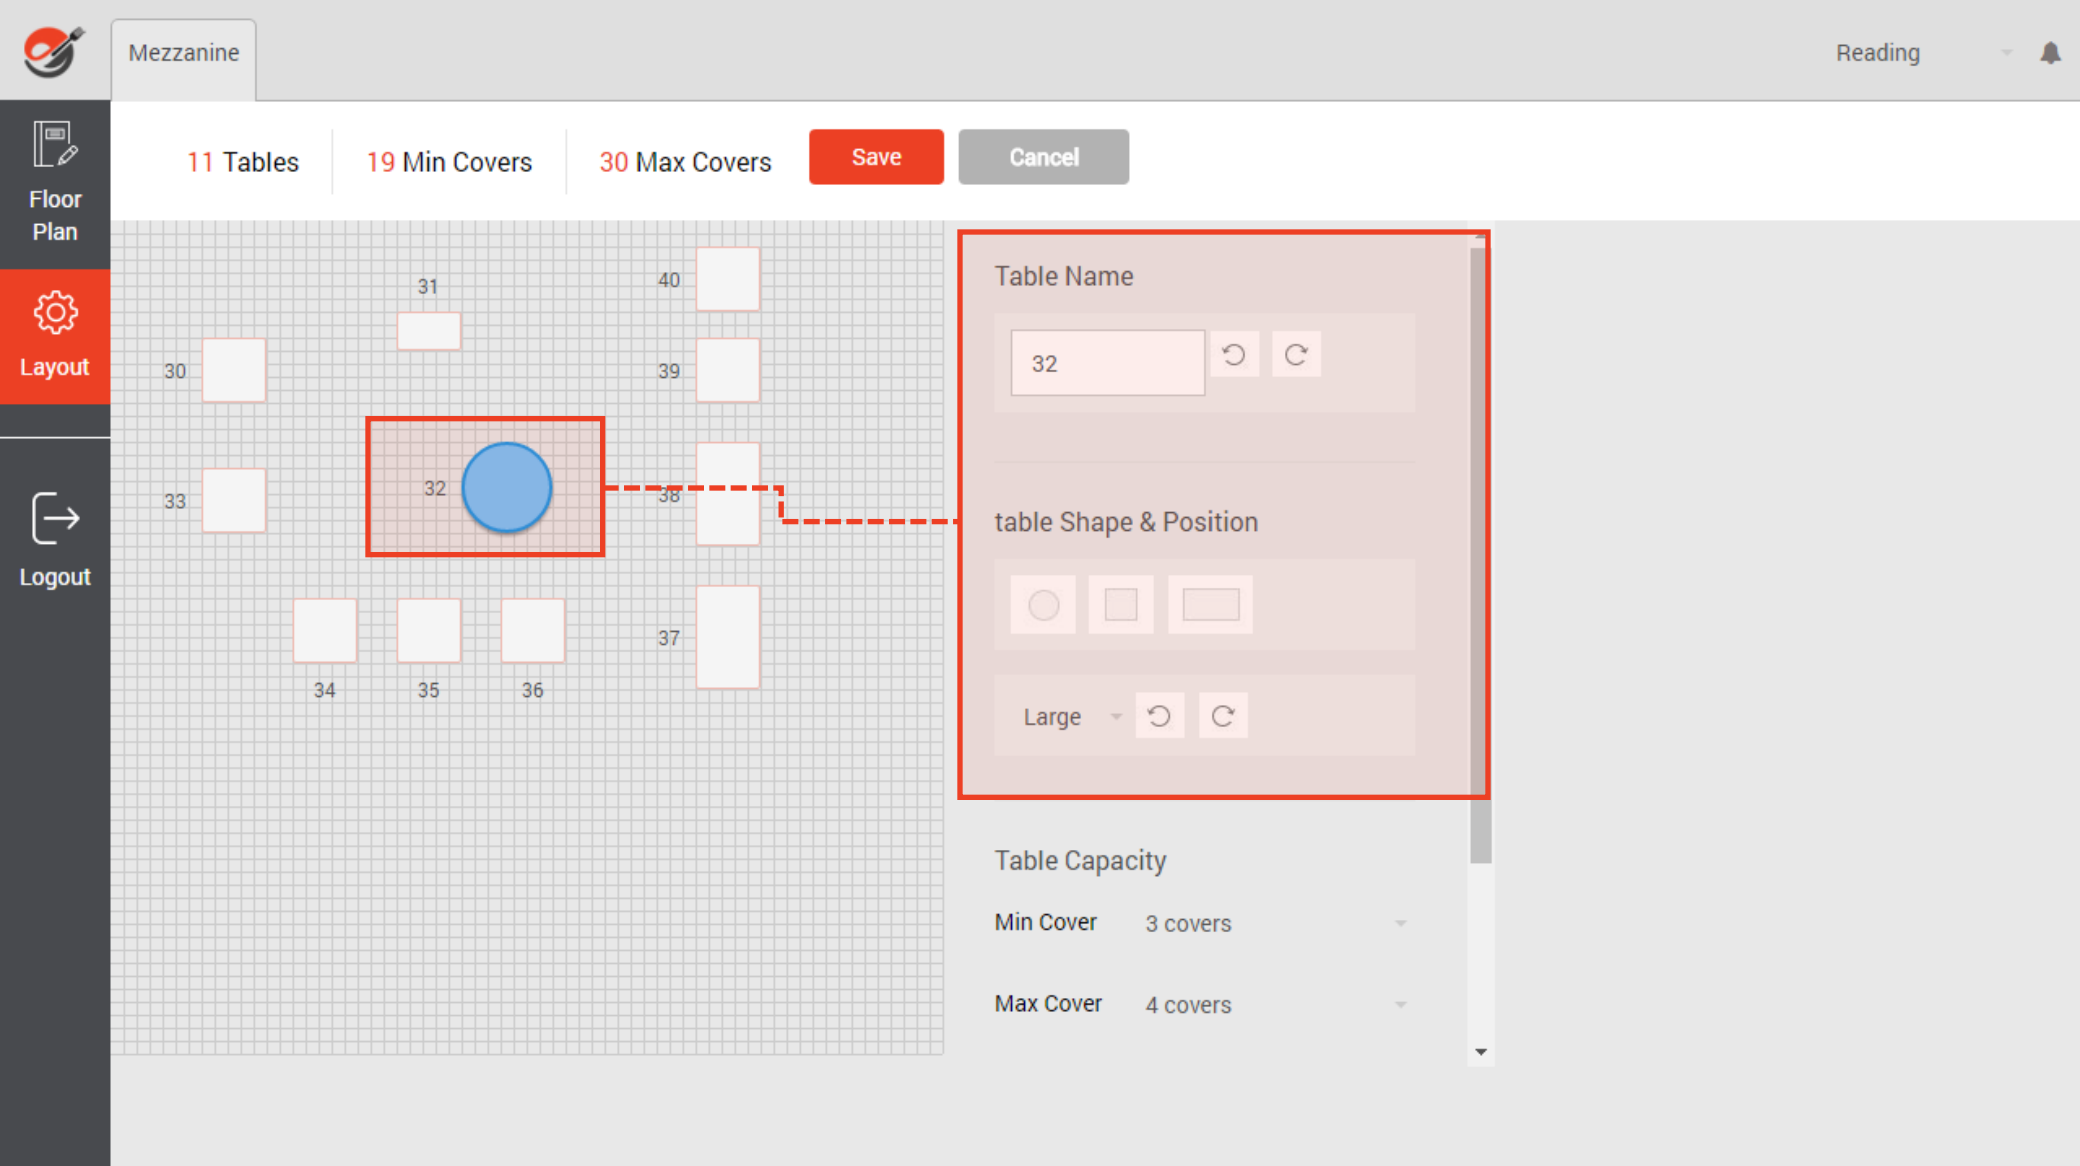 Mezzanine
Reading
11 Tables
19 Min Covers
30 Max Covers
Save
Cancel
Floor
Plan
Layout
Logout
31
40
30
39
32
38
33
37
34
35
36
Table Name
32
table Shape & Position
Large
Table Capacity
Min Cover
3 covers
Max Cover
4 covers